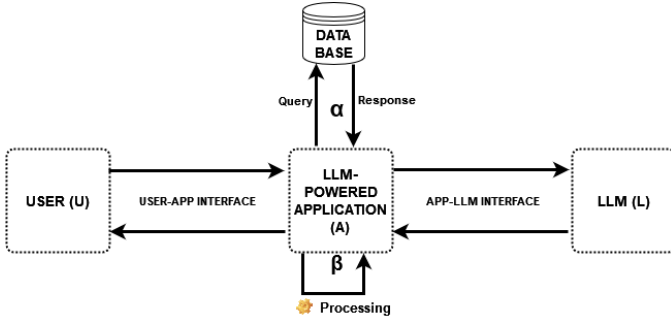 DATA
BASE
Query
α
Response
USER (U)
USER-APP INTERFACE
LLM-
POWERED
APPLICATION
(A)
APP-LLM INTERFACE
LLM (L)
β
Processing